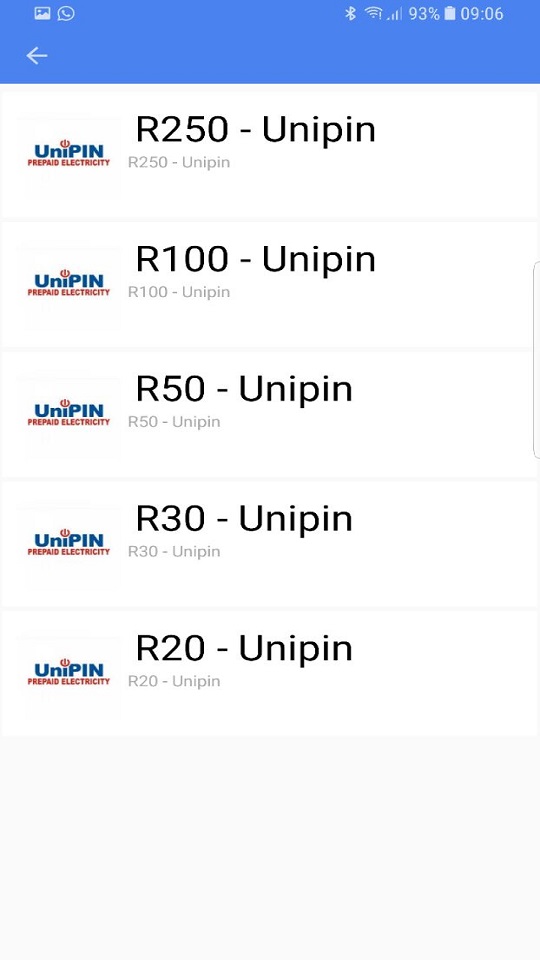 93% 09:06
UniPIN
PREPAID ELECTRICITY
R250 - Unipin
R250 - Unipin
UniPIN
PREPAID ELECTRICITY
R100 - Unipin
R100 - Unipin
UniPIN
PREPAID ELECTRICITY
R50 - Unipin
R50 - Unipin
UniPIN
PREPAID ELECTRICITY
R30 - Unipin
R30 - Unipin
UniPIN
PREPAID ELECTRICITY
R20 - Unipin
R20 - Unipin